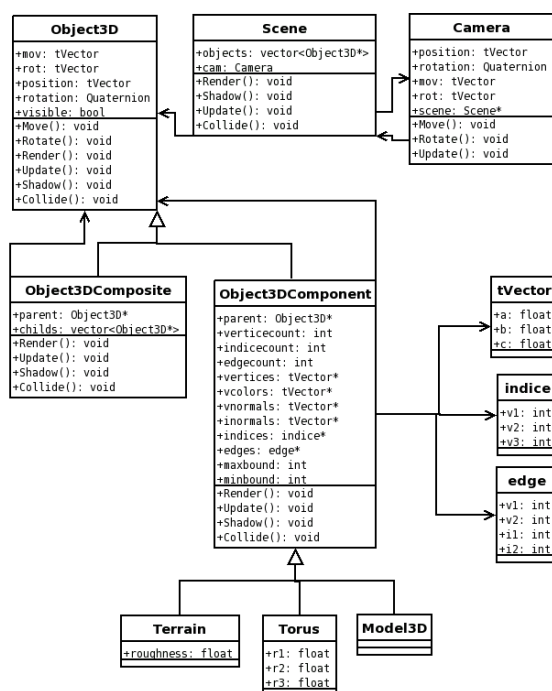 Object3D
+mov: tVector
+rot: tVector
+position: tVector
+rotation: Quaternion
+visible: bool
+Move(): void
+Rotate(): void
+Render(): void
+Update(): void
+Shadow(): void
+Collide(): void
Scene
+objects: vector<Object3D*>
+cam: Camera
+Render(): void
+Shadow(): void
+Update(): void
+Collide(): void
Camera
+position: tVector
+rotation: Quaternion
+mov: tVector
+rot: tVector
+scene: Scene*
+Move(): void
+Rotate(): void
+Update(): void
Object3DComposite
+parent: Object3D*
+childs: vector<Object3D*>
+Render(): void
+Update(): void
+Shadow(): void
+Collide(): void
Object3DComponent
+parent: Object3D*
+verticecount: int
+indicecount: int
+edgecount: int
+vertices: tVector*
+vcolors: tVector*
+vnormals: tVector*
+inormals: tVector*
+indices: indice*
+edges: edge*
+maxbound: int
+minbound: int
+Render(): void
+Update(): void
+Shadow(): void
+Collide(): void
tVector
+a: float
+b: float
+c: float
indice
+v1: int
+v2: int
+v3: int
edge
+v1: int
+v2: int
+i1: int
+i2: int
Terrain
+roughness: float
Torus
+r1: float
+r2: float
+r3: float
Model3D